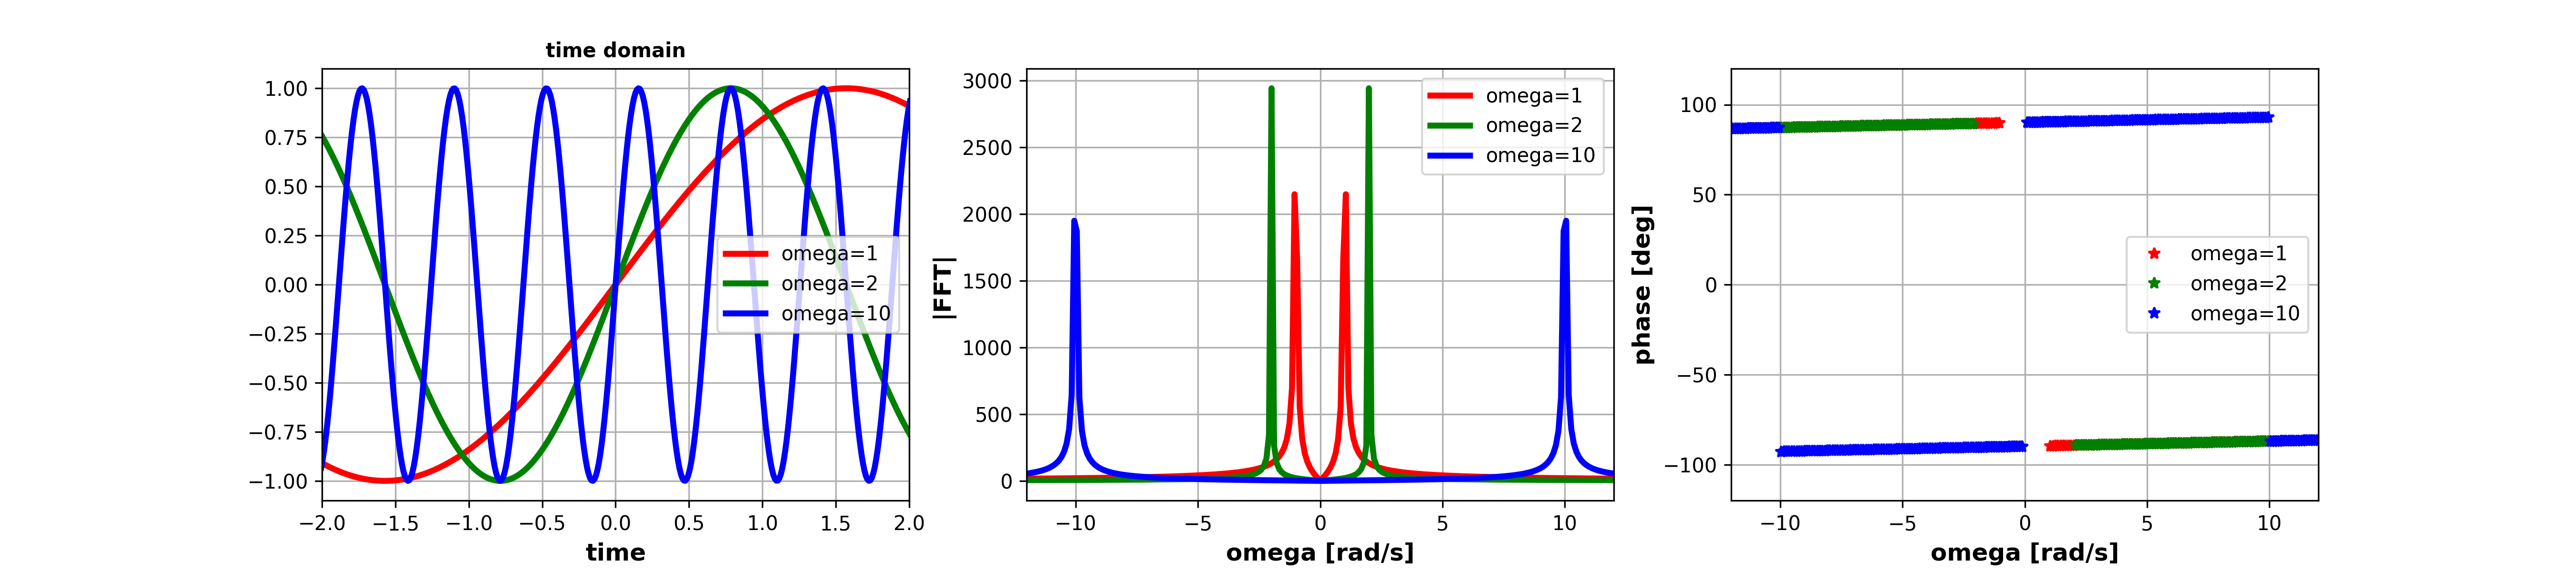 time domain
1.00
0.75
0.50
0.25
0.00
−0.25
−0.50
−0.75
−1.00
−2.0 −1.5 −1.0 −0.5 0.0 0.5 1.0 1.5 2.0
time
omega=1
omega=2
omega=10
|FFT|
3000
2500
2000
1500
1000
500
0
−10 −5 0 5 10
omega [rad/s]
omega=1
omega=2
omega=10
phase [deg]
100
50
0
−50
−100
−10 −5 0 5 10
omega [rad/s]
omega=1
omega=2
omega=10